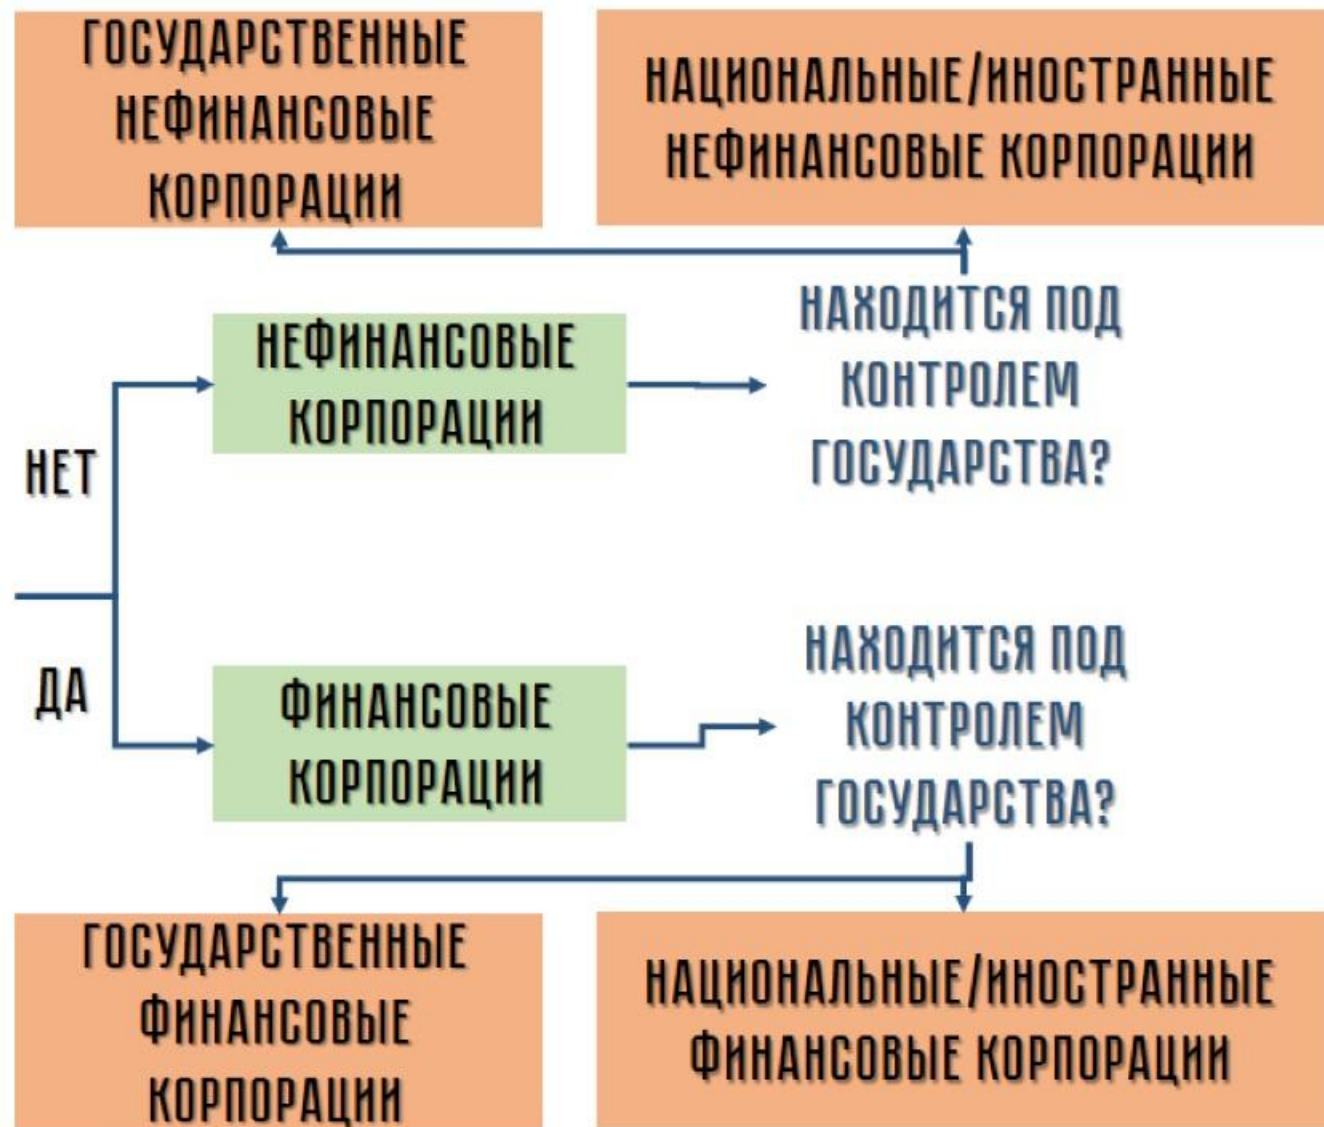 ГОСУДАРСТВЕННЫЕ
НЕФИНАНСОВЫЕ
КОРПОРАЦИИ
НАЦИОНАЛЬНЫЕ/ИНОСТРАННЫЕ
НЕФИНАНСОВЫЕ КОРПОРАЦИИ
НЕФИНАНСОВЫЕ
КОРПОРАЦИИ
НАХОДИТСЯ ПОД
КОНТРОЛЕМ
ГОСУДАРСТВА?
НЕТ
ДА
ФИНАНСОВЫЕ
КОРПОРАЦИИ
НАХОДИТСЯ ПОД
КОНТРОЛЕМ
ГОСУДАРСТВА?
ГОСУДАРСТВЕННЫЕ
ФИНАНСОВЫЕ
КОРПОРАЦИИ
НАЦИОНАЛЬНЫЕ/ИНОСТРАННЫЕ
ФИНАНСОВЫЕ КОРПОРАЦИИ